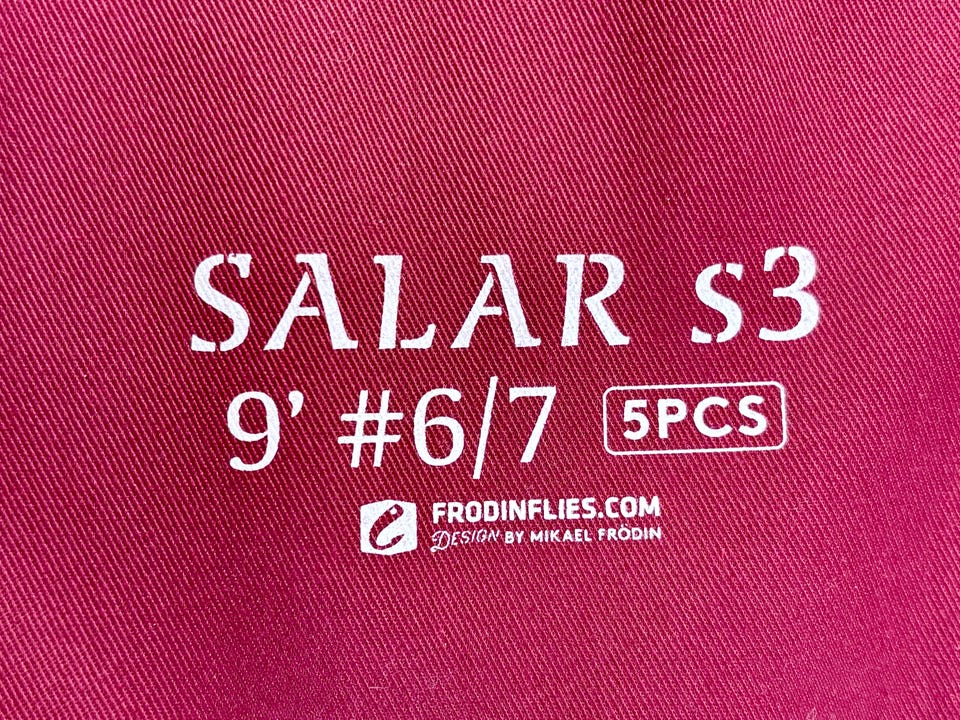 SALAR s3
9’ #6/7 5PCS
FRODINFLIES.COM
DESIGN BY MIKAEL FRÖDIN